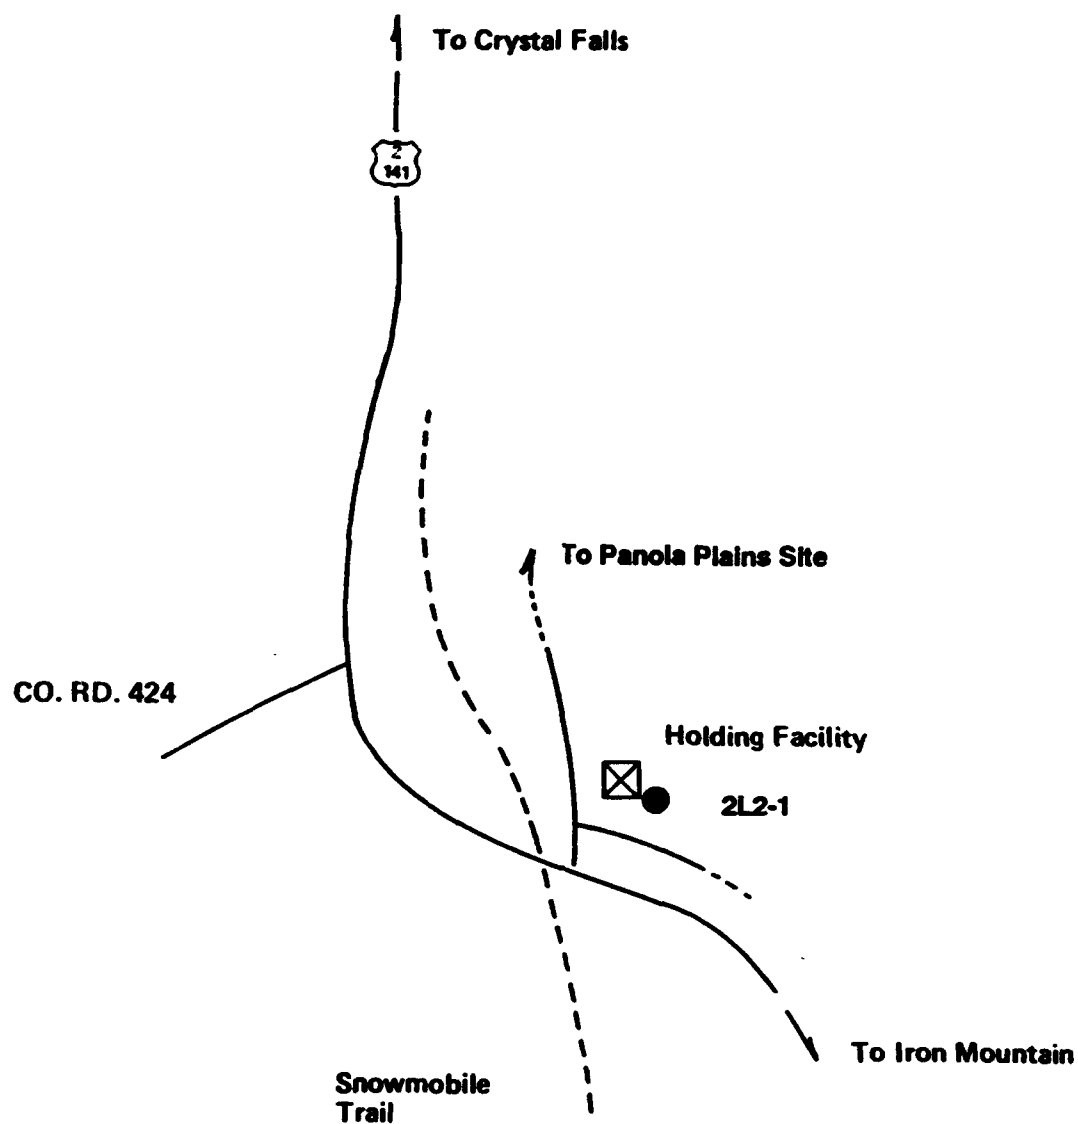 To Crystal Falls
2
141
To Panola Plains Site
CO. RD. 424
Holding Facility
2L2-1
To Iron Mountain
Snowmobile
Trail